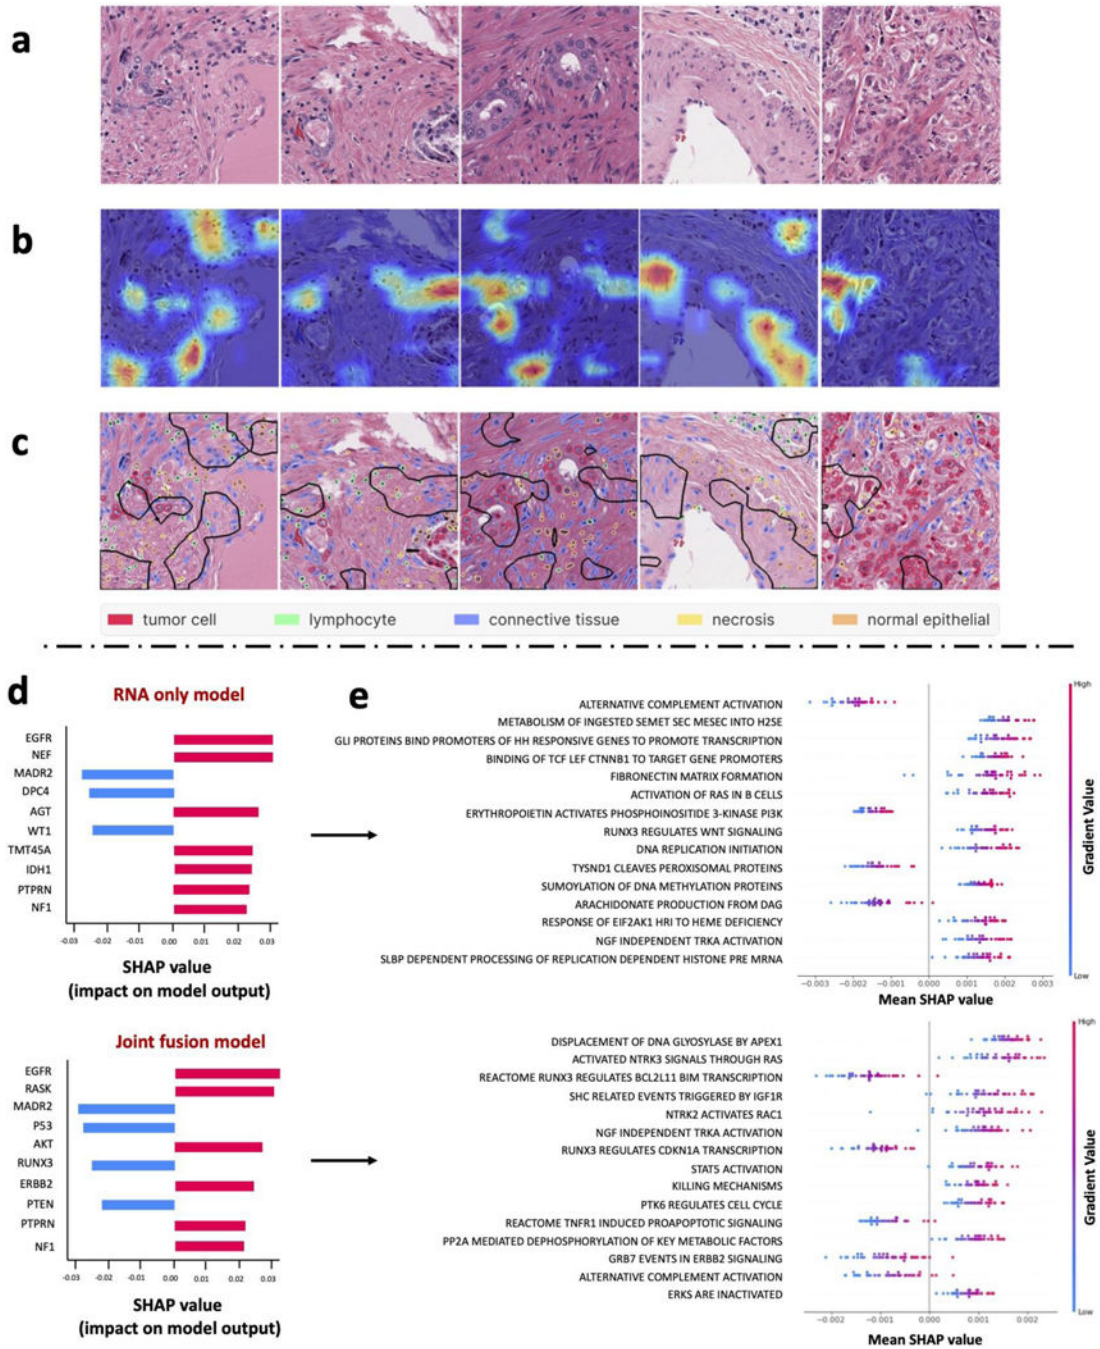 a
b
c
tumor cell lymphocyte connective tissue necrosis normal epithelial
d
RNA only model
EGFR
NEF
MADR2
DPC4
AGT
WT1
TMT45A
IDH1
PTPRN
NF1
-0.03 -0.02 -0.01 0.00 0.01 0.02 0.03
SHAP value
(impact on model output)
e
ALTERNATIVE COMPLEMENT ACTIVATION
METABOLISM OF INGESTED SEMET SEC MESEC INTO H2SE
GLI PROTEINS BIND PROMOTERS OF HH RESPONSIVE GENES TO PROMOTE TRANSCRIPTION
BINDING OF TCF LEF CTNNB1 TO TARGET GENE PROMOTERS
FIBRONECTIN MATRIX FORMATION
ACTIVATION OF RAS IN B CELLS
ERYTHROPOIETIN ACTIVATES PHOSPHOINOSITIDE 3-KINASE PI3K
RUNX3 REGULATES WNT SIGNALING
DNA REPLICATION INITIATION
TYSND1 CLEAVES PEROXISOMAL PROTEINS
SUMOYLATION OF DNA METHYLATION PROTEINS
ARACHIDONATE PRODUCTION FROM DAG
RESPONSE OF EIF2AK1 HRI TO HEME DEFICIENCY
NGF INDEPENDENT TRKA ACTIVATION
SLBP DEPENDENT PROCESSING OF REPLICATION DEPENDENT HISTONE PRE MRNA
−0.003 −0.002 −0.001 0.000 0.001 0.002 0.003
Mean SHAP value
High
Gradient Value
Low
Joint fusion model
EGFR
RASK
MADR2
P53
AKT
RUNX3
ERBB2
PTEN
PTPRN
NF1
-0.03 -0.02 -0.01 0.00 0.01 0.02 0.03
SHAP value
(impact on model output)
DISPLACEMENT OF DNA GLYOSYLASE BY APEX1
ACTIVATED NTRK3 SIGNALS THROUGH RAS
REACTOME RUNX3 REGULATES BCL2L11 BIM TRANSCRIPTION
SHC RELATED EVENTS TRIGGERED BY IGF1R
NTRK2 ACTIVATES RAC1
NGF INDEPENDENT TRKA ACTIVATION
RUNX3 REGULATES CDKN1A TRANSCRIPTION
STAT5 ACTIVATION
KILLING MECHANISMS
PTK6 REGULATES CELL CYCLE
REACTOME TNFR1 INDUCED PROAPOPTOTIC SIGNALING
PP2A MEDIATED DEPHOSPHORYLATION OF KEY METABOLIC FACTORS
GRB7 EVENTS IN ERBB2 SIGNALING
ALTERNATIVE COMPLEMENT ACTIVATION
ERKS ARE INACTIVATED
−0.002 −0.001 0.000 0.001 0.002
Mean SHAP value
High
Gradient Value
Low